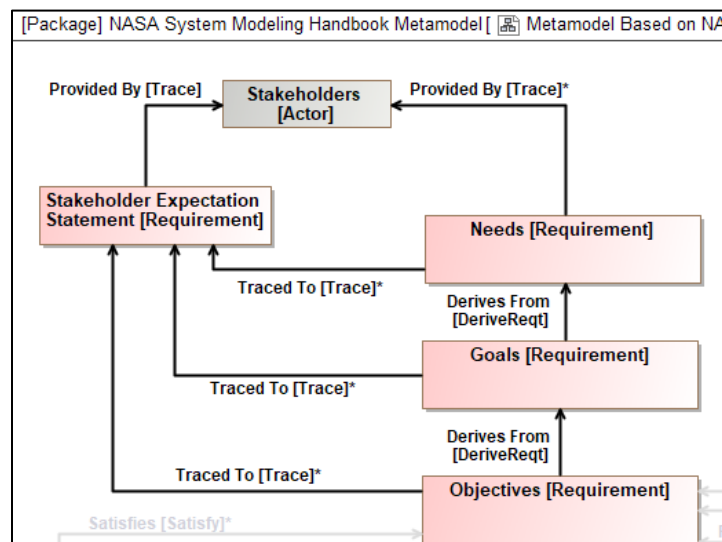 [Package] NASA System Modeling Handbook Metamodel[ Metamodel Based on NA
Provided By [Trace]
Stakeholders
[Actor]
Provided By [Trace]*
Stakeholder Expectation
Statement [Requirement]
Needs [Requirement]
Traced To [Trace]*
Derives From
[DeriveReqt]
Goals [Requirement]
Traced To [Trace]*
Derives From
[DeriveReqt]
Traced To [Trace]*
Objectives [Requirement]
Satisfies [Satisfy]*